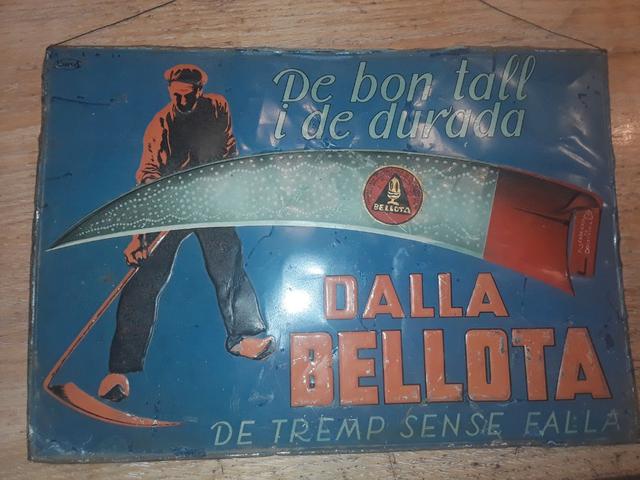 De bon tall
i de durada
BELLOTA
DALLA
BELLOTA
DE TREMP SENSE FALLA